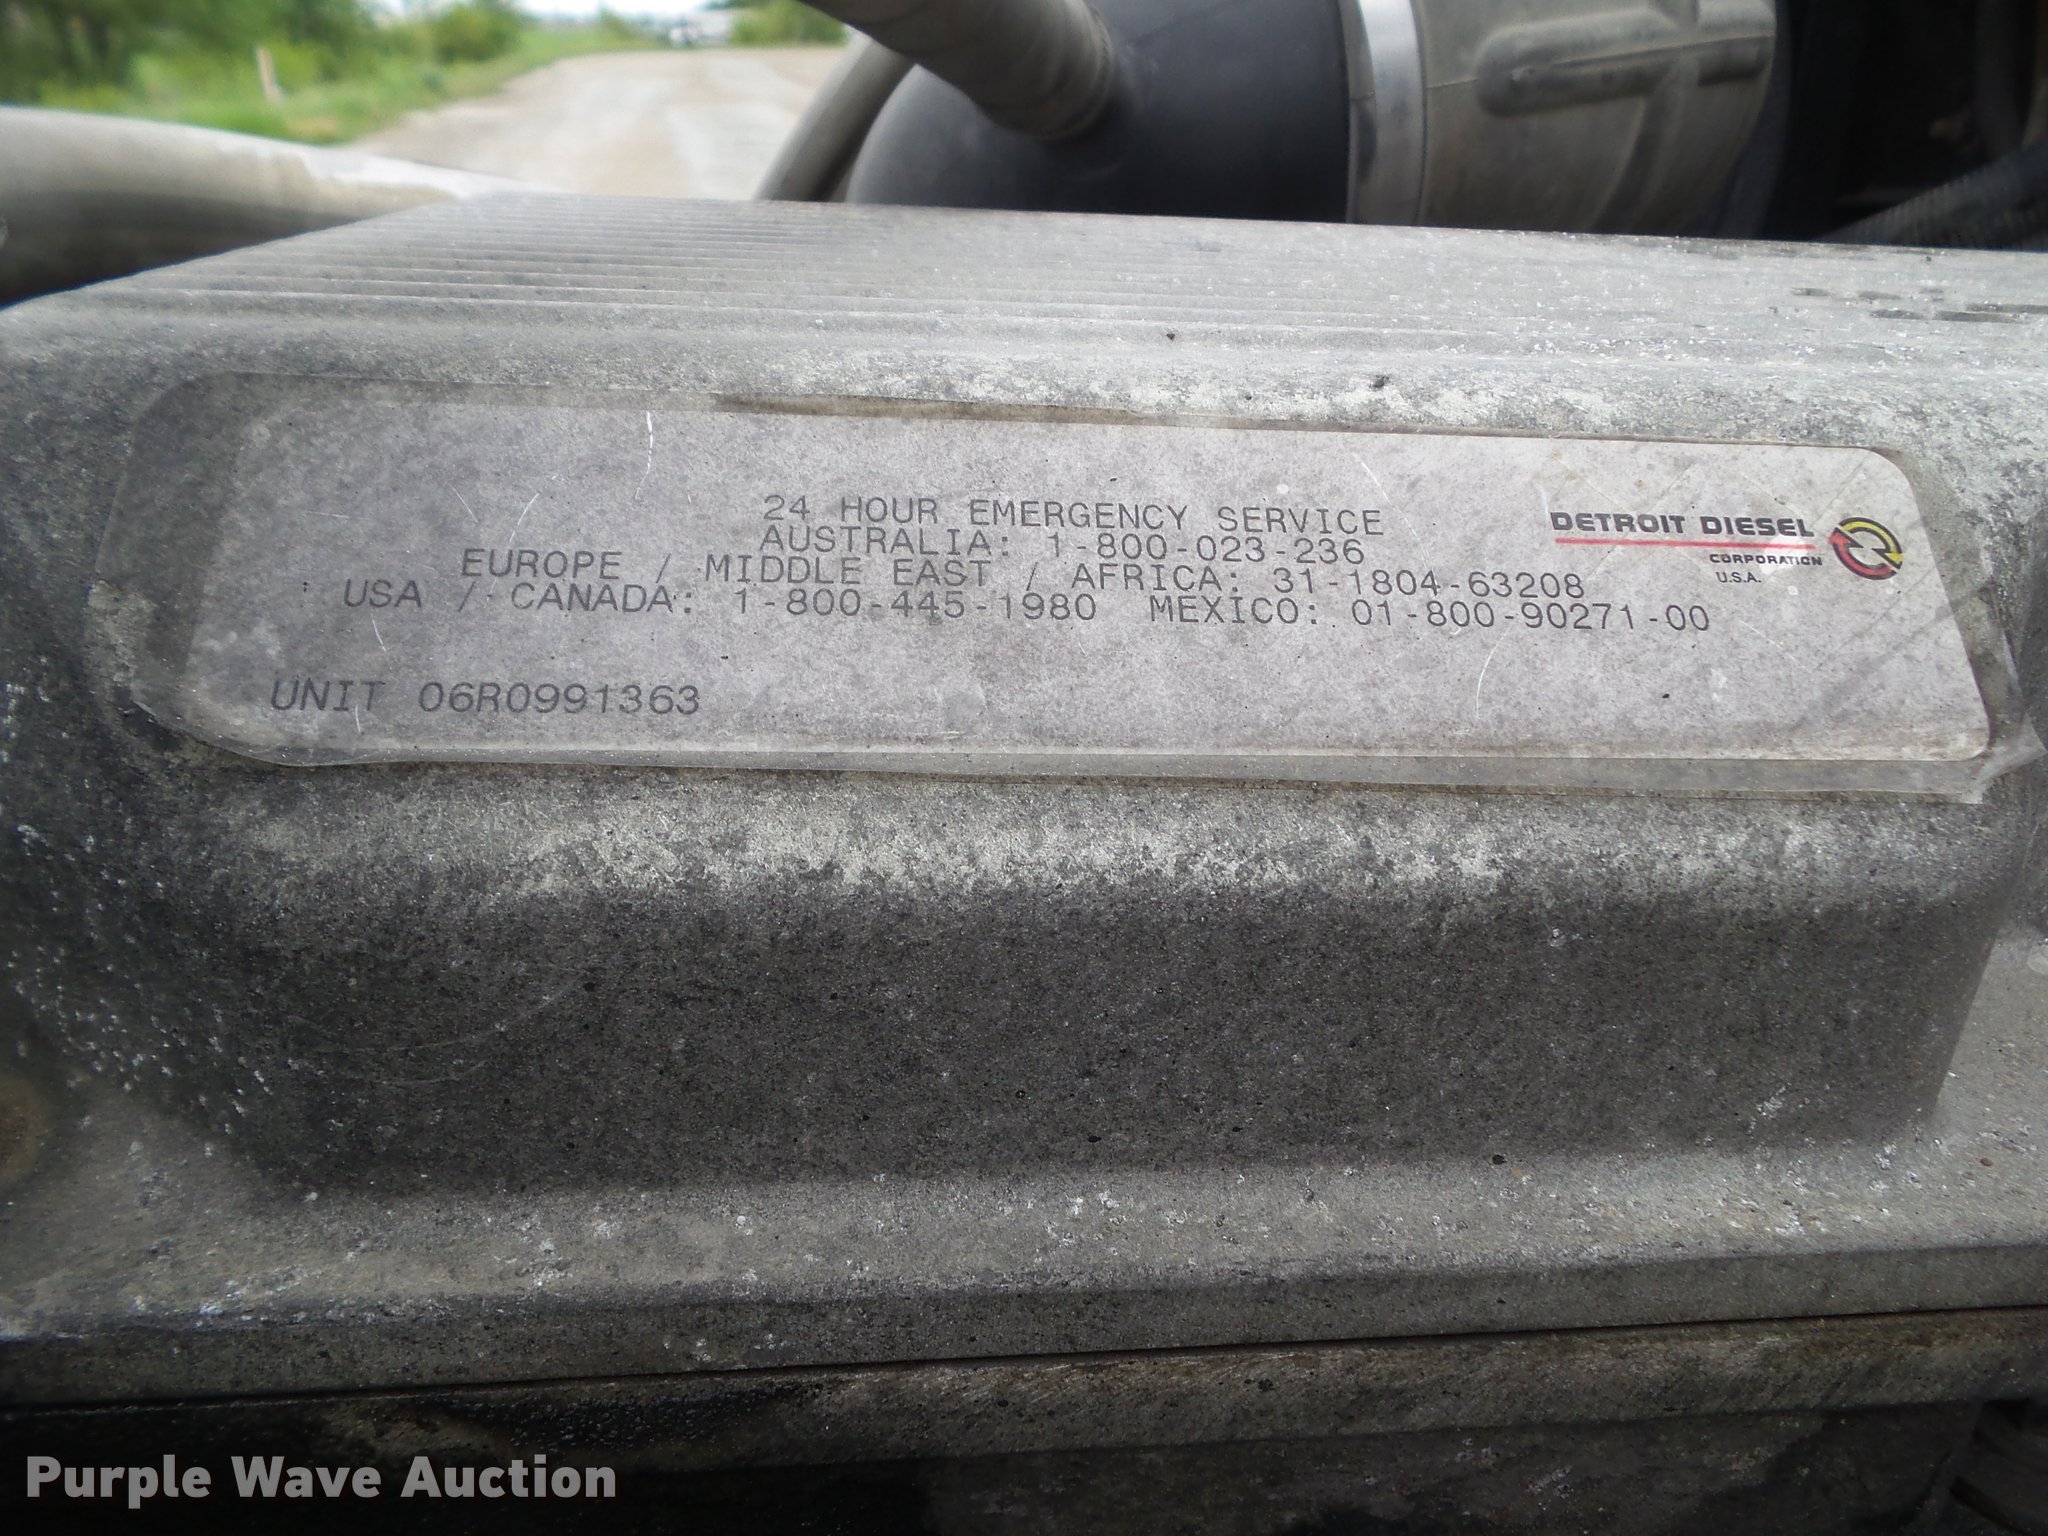 24 HOUR EMERGENCY SERVICE
AUSTRALIA: 1-800-023-236
EUROPE / MIDDLE EAST / AFRICA: 31-1804-63208
USA / CANADA: 1-800-445-1980 MEXICO: 01-800-90271-00
DETROIT DIESEL
CORPORATION
U.S.A.
UNIT 06R0991363
Purple Wave Auction